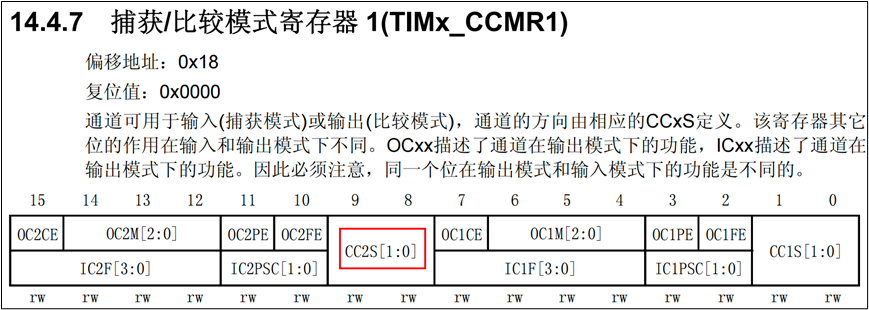 14.4.7 捕获/比较模式寄存器 1(TIMx_CCMR1)
偏移地址：0x18
复位值：0x0000
通道可用于输入(捕获模式)或输出(比较模式)，通道的方向由相应的CCxS定义。该寄存器其它
位的作用在输入和输出模式下不同。OCxx描述了通道在输出模式下的功能，ICxx描述了通道在
输出模式下的功能。因此必须注意，同一个位在输出模式和输入模式下的功能是不同的。
15 14 13 12 11 10 9 8 7 6 5 4 3 2 1 0
OC2CE OC2M[2:0] OC2PE OC2FE CC2S[1:0] OC1CE OC1M[2:0] OC1PE OC1FE CC1S[1:0]
IC2F[3:0] IC2PSC[1:0] IC1F[3:0] IC1PSC[1:0]
rw rw rw rw rw rw rw rw rw rw rw rw rw rw rw rw